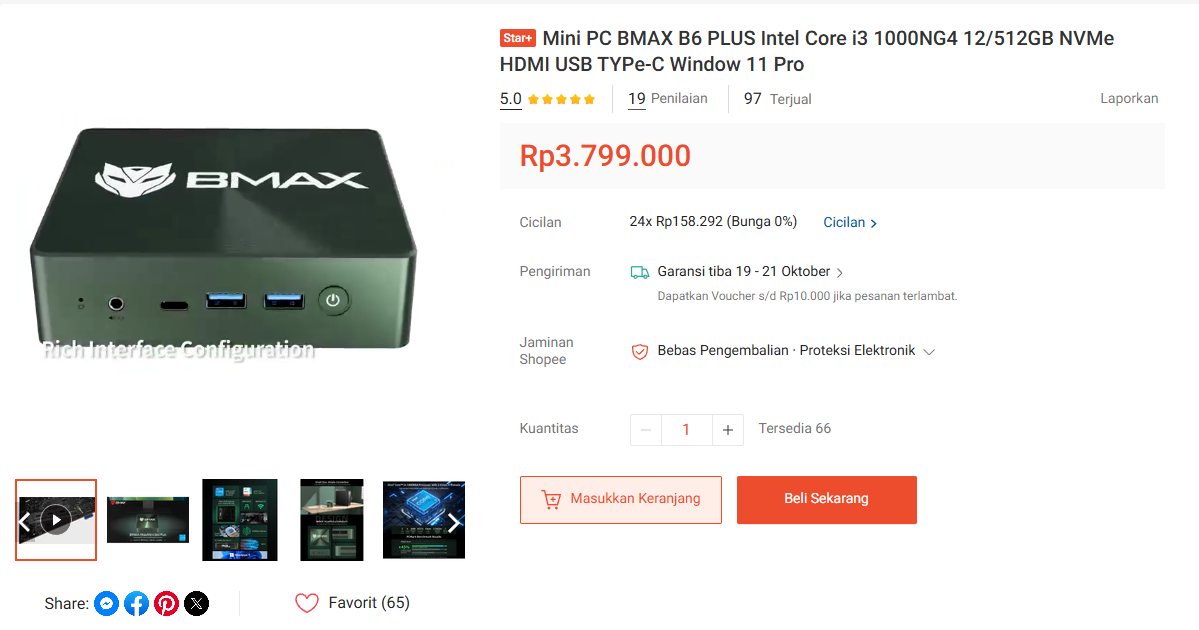 Star+ Mini PC BMAX B6 PLUS Intel Core i3 1000NG4 12/512GB NVMe
HDMI USB TYPe-C Window 11 Pro
5.0 19 Penilaian 97 Terjual Laporkan
Rp3.799.000
Cicilan 24x Rp158.292 (Bunga 0%) Cicilan
Pengiriman Garansi tiba 19 - 21 Oktober
Dapatkan Voucher s/d Rp10.000 jika pesanan terlambat.
Jaminan
Shopee
Bebas Pengembalian · Proteksi Elektronik
Kuantitas 1 Tersedia 66
Masukkan Keranjang Beli Sekarang
BMAX
Rich Interface Configuration
Share:
Favorit (65)